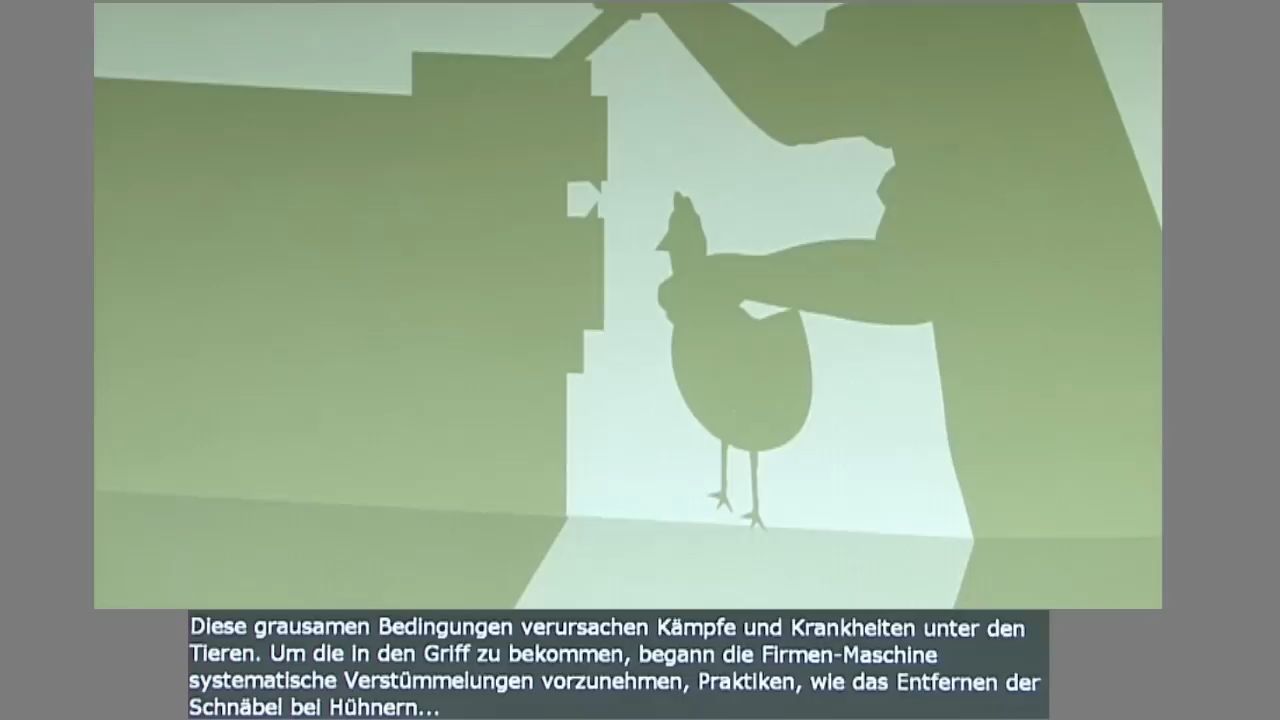 Diese grausamen Bedingungen verursachen Kämpfe und Krankheiten unter den
Tieren. Um die in den Griff zu bekommen, begann die Firmen-Maschine
systematische Verstümmelungen vorzunehmen, Praktiken, wie das Entfernen der
Schnäbel bei Hühnern...